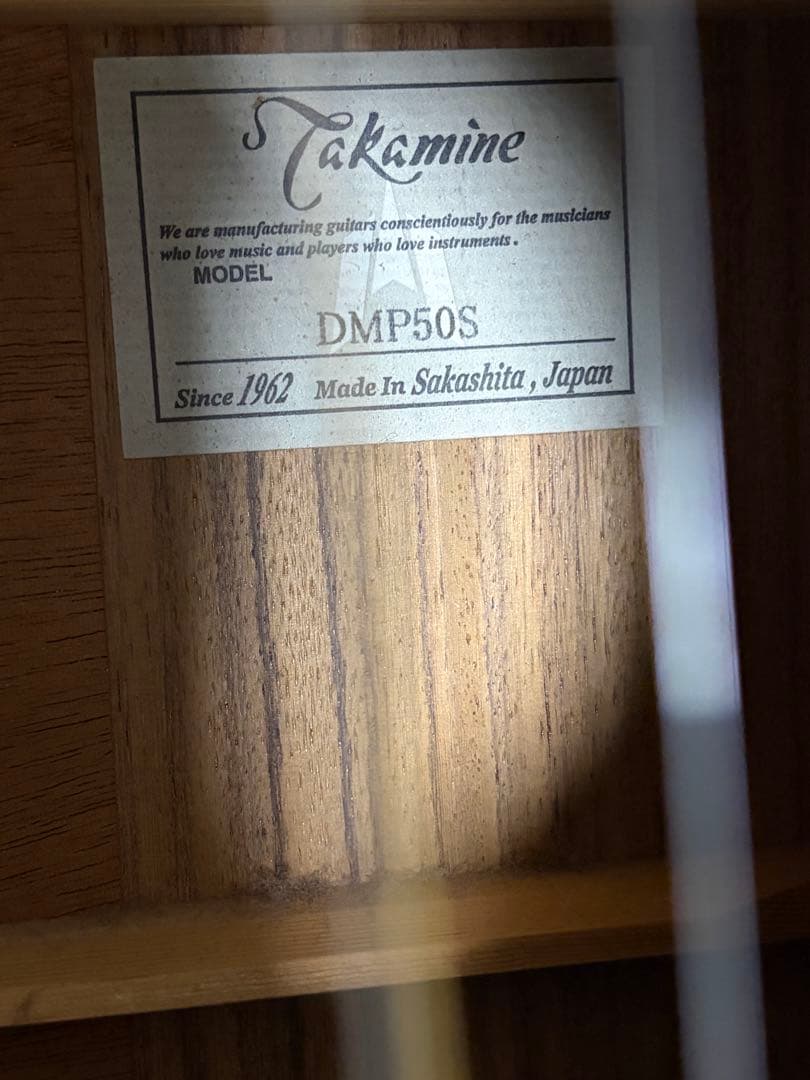 Takamine
We are manufacturing guitars conscientiously for the musicians
who love music and players who love instruments.
MODEL
DMP50S
Since 1962 Made In Sakashita, Japan